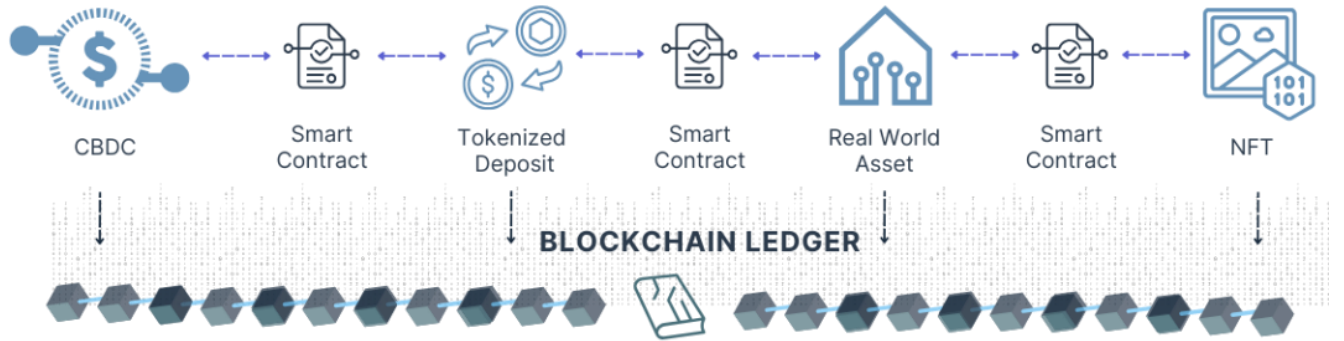 $
$
101
101
CBDC
Smart
Contract
Tokenized
Deposit
Smart
Contract
Real World
Asset
Smart
Contract
NFT
BLOCKCHAIN LEDGER